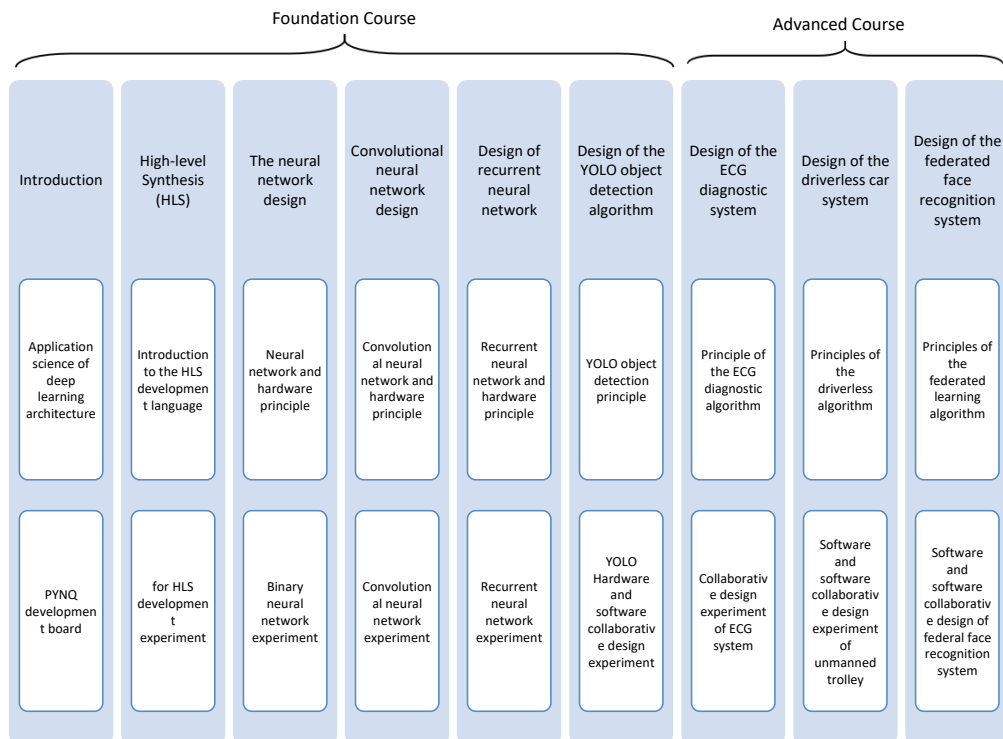 Foundation Course
Advanced Course
Introduction
High-level
Synthesis
(HLS)
The neural
network
design
Convolutional
neural
network
design
Design of
recurrent
neural
network
Design of the
YOLO object
detection
algorithm
Design of the
ECG
diagnostic
system
Design of the
driverless car
system
Design of the
federated
face
recognition
system
Application
science of
deep
learning
architecture
Introduction
to the HLS
developmen
t language
Neural
network and
hardware
principle
Convolution
al neural
network and
hardware
principle
Recurrent
neural
network and
hardware
principle
YOLO object
detection
principle
Principle of
the ECG
diagnostic
algorithm
Principles of
the
driverless
algorithm
Principles of
the
federated
learning
algorithm
PYNQ
developmen
t board
for HLS
developmen
t
experiment
Binary
neural
network
experiment
Convolution
al neural
network
experiment
Recurrent
neural
network
experiment
YOLO
Hardware
and
software
collaborativ
e design
experiment
Collaborativ
e design
experiment
of ECG
system
Software
and
software
collaborativ
e design
experiment
of
unmanned
trolley
Software
and
software
collaborativ
e design of
federal face
recognition
system